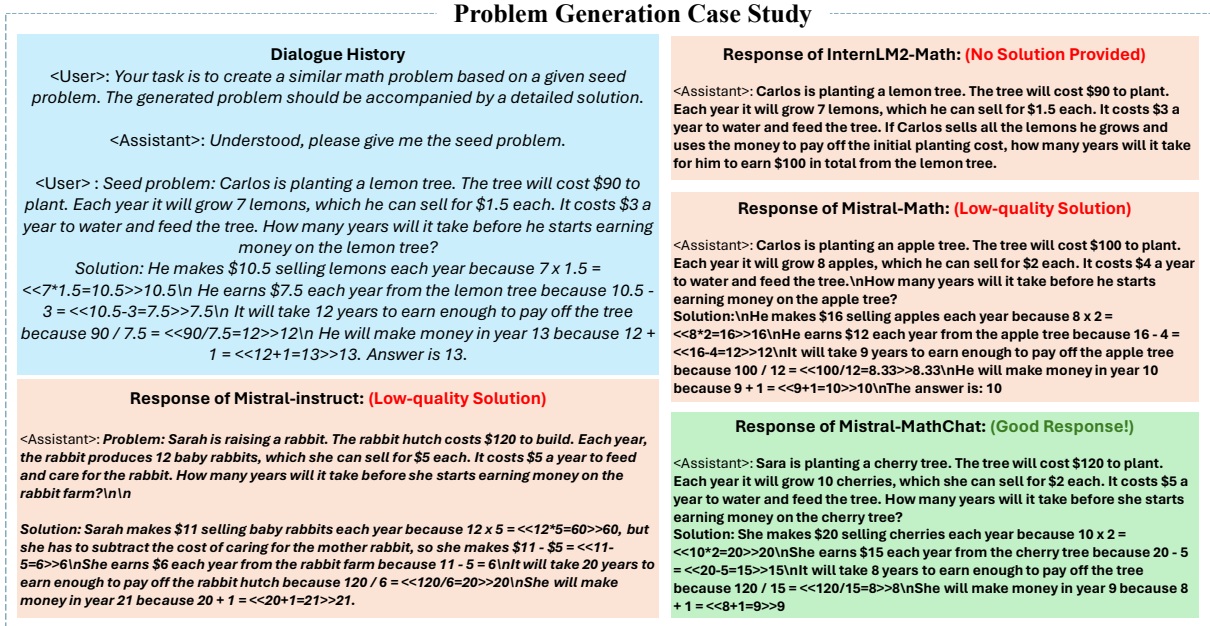 Problem Generation Case Study
Dialogue History
<User>: Your task is to create a similar math problem based on a given seed
problem. The generated problem should be accompanied by a detailed solution.
<Assistant>: Understood, please give me the seed problem.
<User> : Seed problem: Carlos is planting a lemon tree. The tree will cost $90 to
plant. Each year it will grow 7 lemons, which he can sell for $1.5 each. It costs $3 a
year to water and feed the tree. How many years will it take before he starts earning
money on the lemon tree?
Solution: He makes $10.5 selling lemons each year because 7 x 1.5 =
<<7*1.5=10.5>>10.5\n He earns $7.5 each year from the lemon tree because 10.5 -
3 = <<10.5-3=7.5>>7.5\n It will take 12 years to earn enough to pay off the tree
because 90 / 7.5 = <<90/7.5=12>>12\n He will make money in year 13 because 12 +
1 = <<12+1=13>>13. Answer is 13.
Response of Mistral-instruct: (Low-quality Solution)
<Assistant>: Problem: Sarah is raising a rabbit. The rabbit hutch costs $120 to build. Each year,
the rabbit produces 12 baby rabbits, which she can sell for $5 each. It costs $5 a year to feed
and care for the rabbit. How many years will it take before she starts earning money on the
rabbit farm?\n\n
Solution: Sarah makes $11 selling baby rabbits each year because 12 x 5 = <<12*5=60>>60, but
she has to subtract the cost of caring for the mother rabbit, so she makes $11 - $5 = <<11-
5=6>>6\nShe earns $6 each year from the rabbit farm because 11 - 5 = 6\nIt will take 20 years to
earn enough to pay off the rabbit hutch because 120 / 6 = <<120/6=20>>20\nShe will make
money in year 21 because 20 + 1 = <<20+1=21>>21.
Response of InternLM2-Math: (No Solution Provided)
<Assistant>: Carlos is planting a lemon tree. The tree will cost $90 to plant.
Each year it will grow 7 lemons, which he can sell for $1.5 each. It costs $3 a
year to water and feed the tree. If Carlos sells all the lemons he grows and
uses the money to pay off the initial planting cost, how many years will it take
for him to earn $100 in total from the lemon tree.
Response of Mistral-Math: (Low-quality Solution)
<Assistant>: Carlos is planting an apple tree. The tree will cost $100 to plant.
Each year it will grow 8 apples, which he can sell for $2 each. It costs $4 a year
to water and feed the tree.\nHow many years will it take before he starts
earning money on the apple tree?
Solution:\nHe makes $16 selling apples each year because 8 x 2 =
<<8*2=16>>16\nHe earns $12 each year from the apple tree because 16 - 4 =
<<16-4=12>>12\nIt will take 9 years to earn enough to pay off the apple tree
because 100 / 12 = <<100/12=8.33>>8.33\nHe will make money in year 10
because 9 + 1 = <<9+1=10>>10\nThe answer is: 10
Response of Mistral-MathChat: (Good Response!)
<Assistant>: Sara is planting a cherry tree. The tree will cost $120 to plant.
Each year it will grow 10 cherries, which she can sell for $2 each. It costs $5 a
year to water and feed the tree. How many years will it take before she starts
earning money on the cherry tree?
Solution: She makes $20 selling cherries each year because 10 x 2 =
<<10*2=20>>20\nShe earns $15 each year from the cherry tree because 20 - 5
= <<20-5=15>>15\nIt will take 8 years to earn enough to pay off the tree
because 120 / 15 = <<120/15=8>>8\nShe will make money in year 9 because 8
+ 1 = <<8+1=9>>9